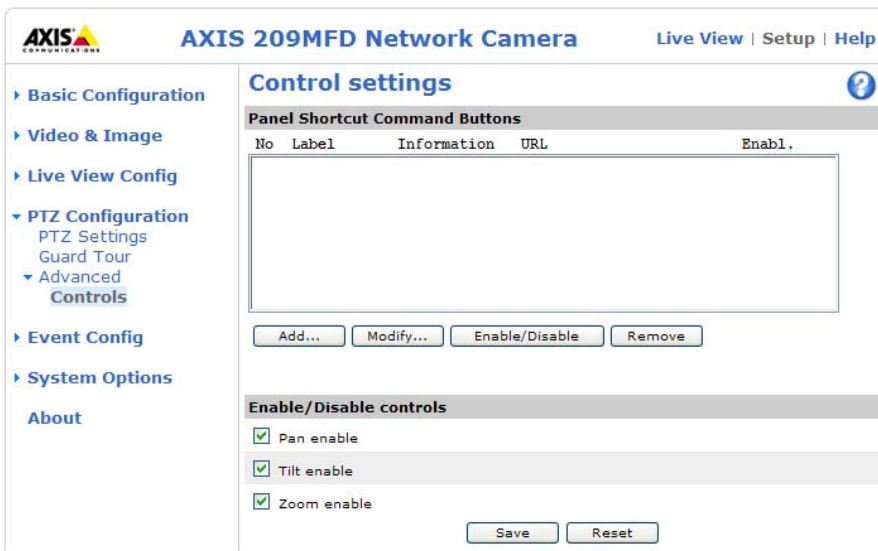 AXIS
COMMUNICATIONS
AXIS 209MFD Network Camera
Live View | Setup | Help
Basic Configuration
Video & Image
Live View Config
PTZ Configuration
PTZ Settings
Guard Tour
Advanced
Controls
Event Config
System Options
About
Control settings
?
Panel Shortcut Command Buttons
No Label Information URL Enabl.
Add... Modify... Enable/Disable Remove
Enable/Disable controls
Pan enable
Tilt enable
Zoom enable
Save Reset